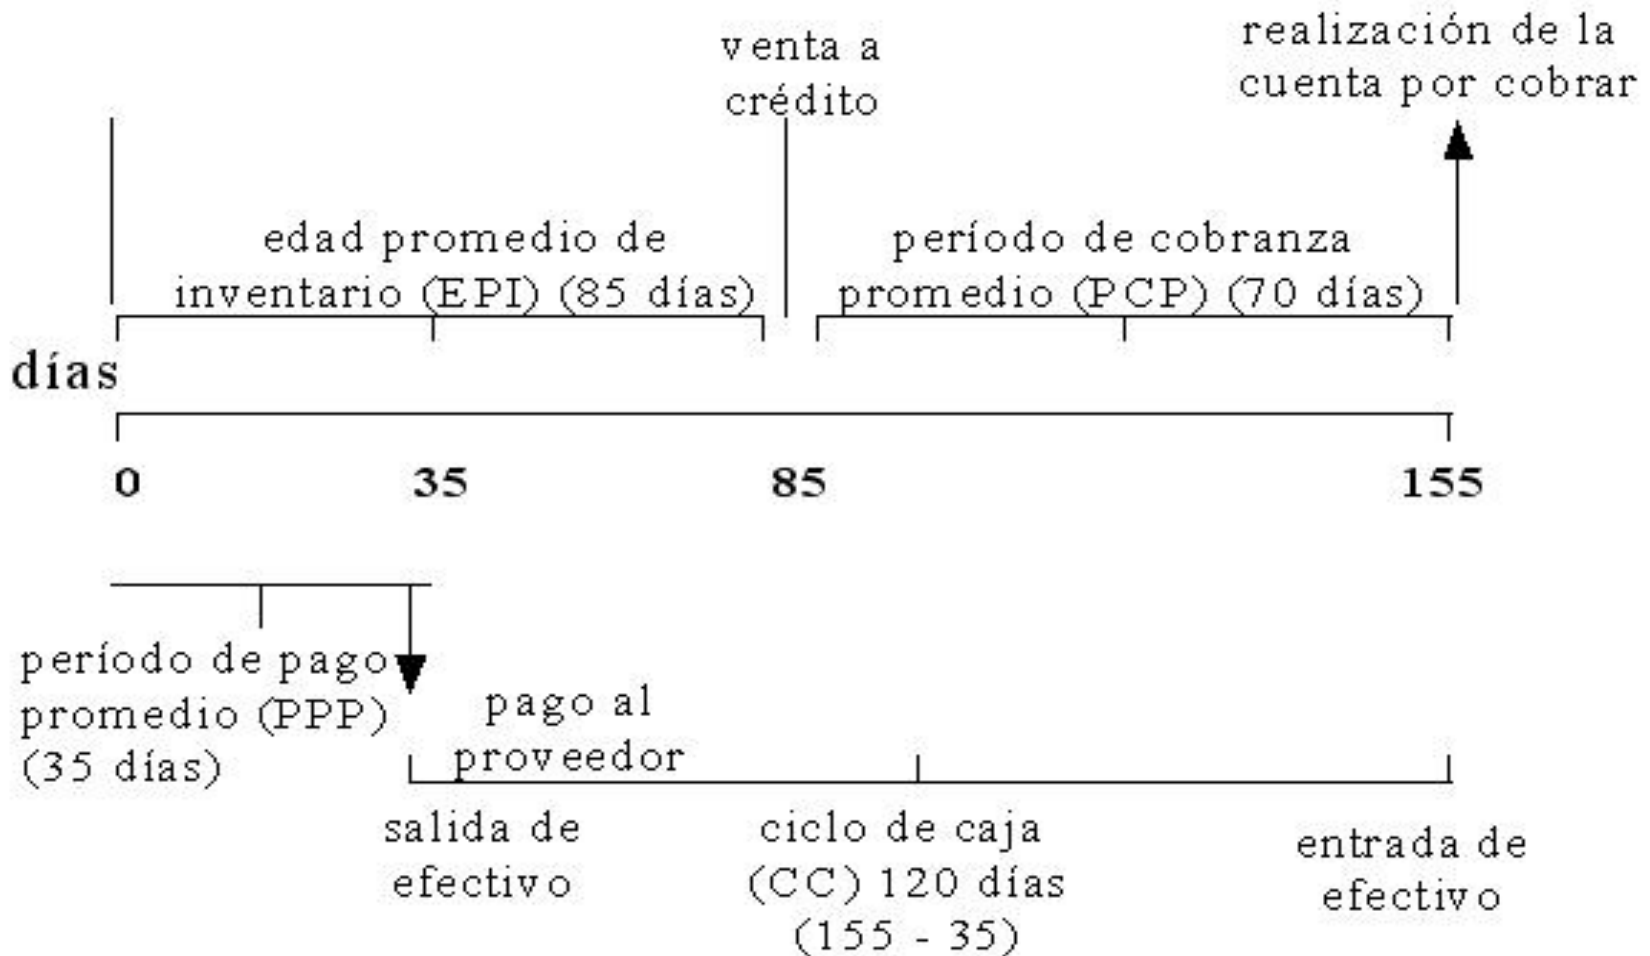 venta a
crédito
realización de la
cuenta por cobrar
edad promedio de
inventario (EPI) (85 días)
período de cobranza
promedio (PCP) (70 días)
días
0 35 85 155
período de pago
promedio (PPP)
(35 días)
pago al
proveedor
salida de
efectivo
ciclo de caja
(CC) 120 días
(155 - 35)
entrada de
efectivo